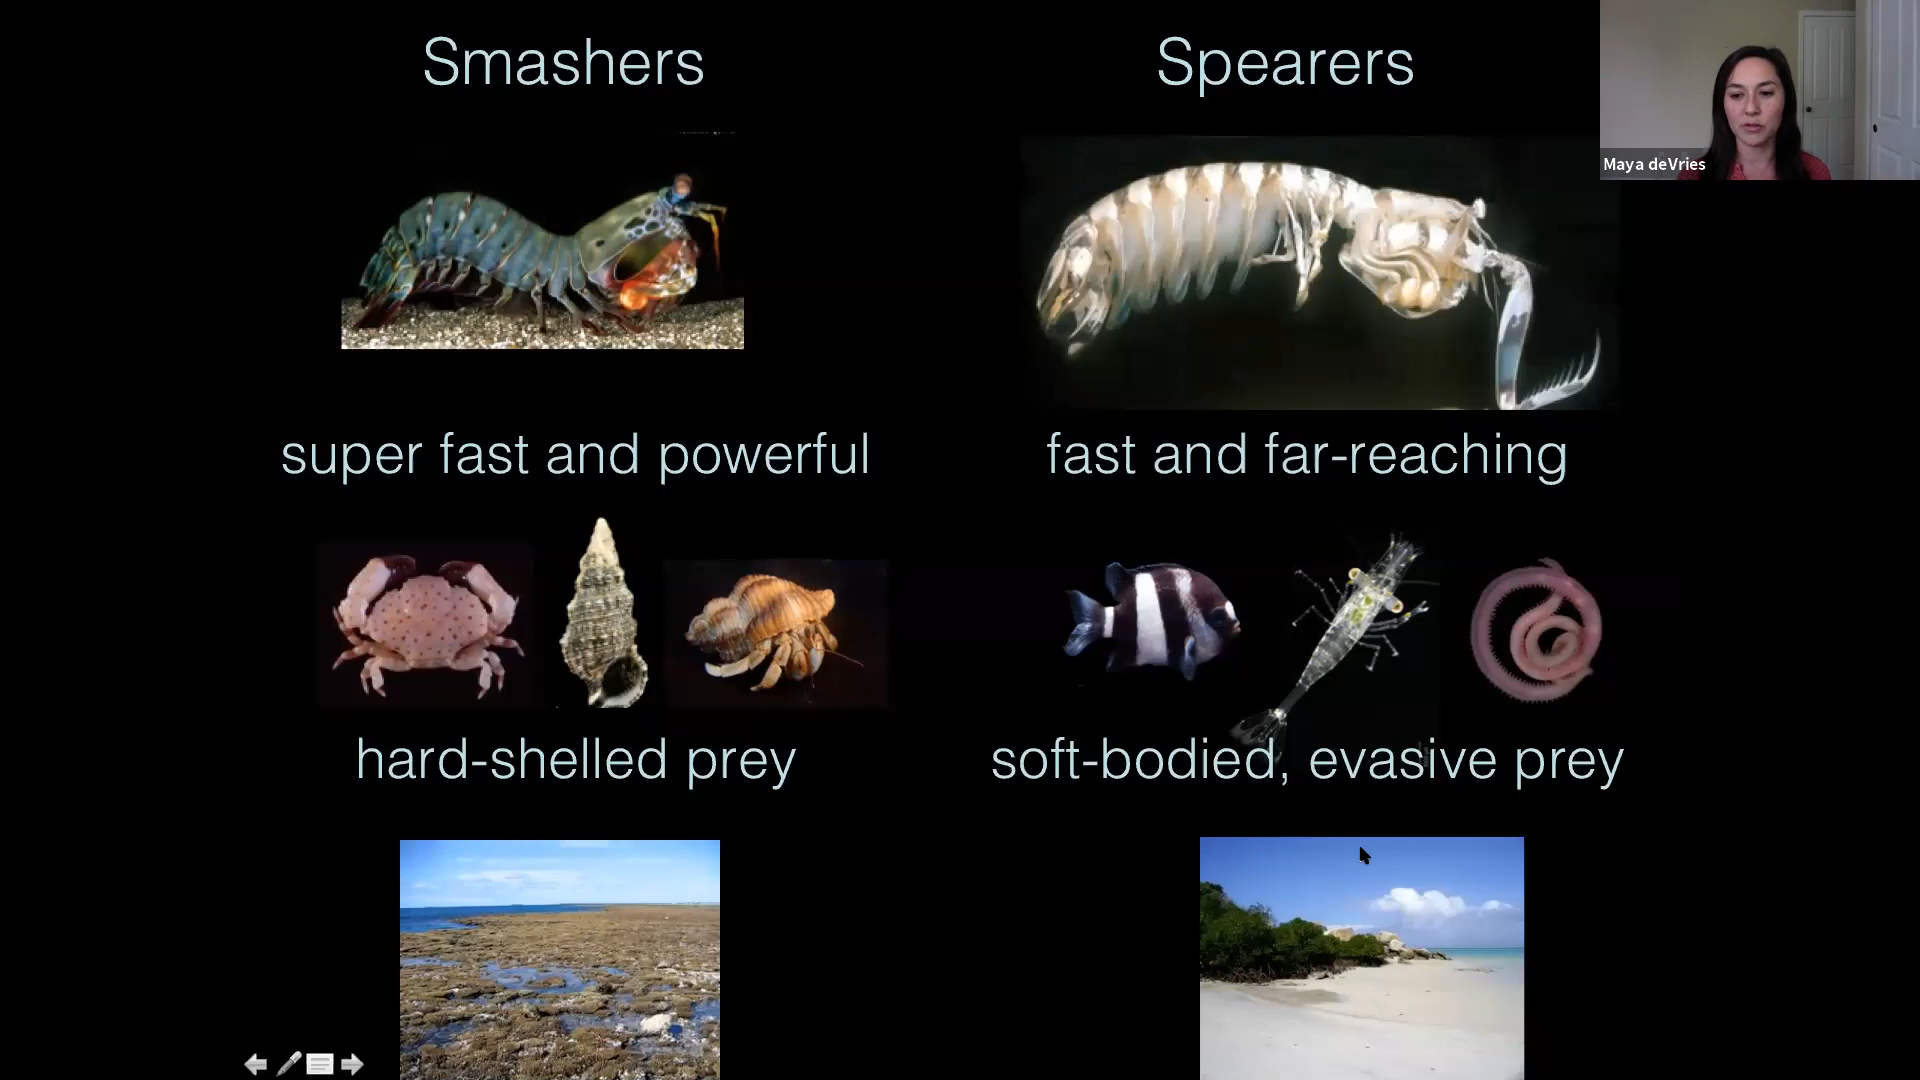 Smashers
Spearers
Maya deVries
super fast and powerful
fast and far-reaching
hard-shelled prey
soft-bodied, evasive prey